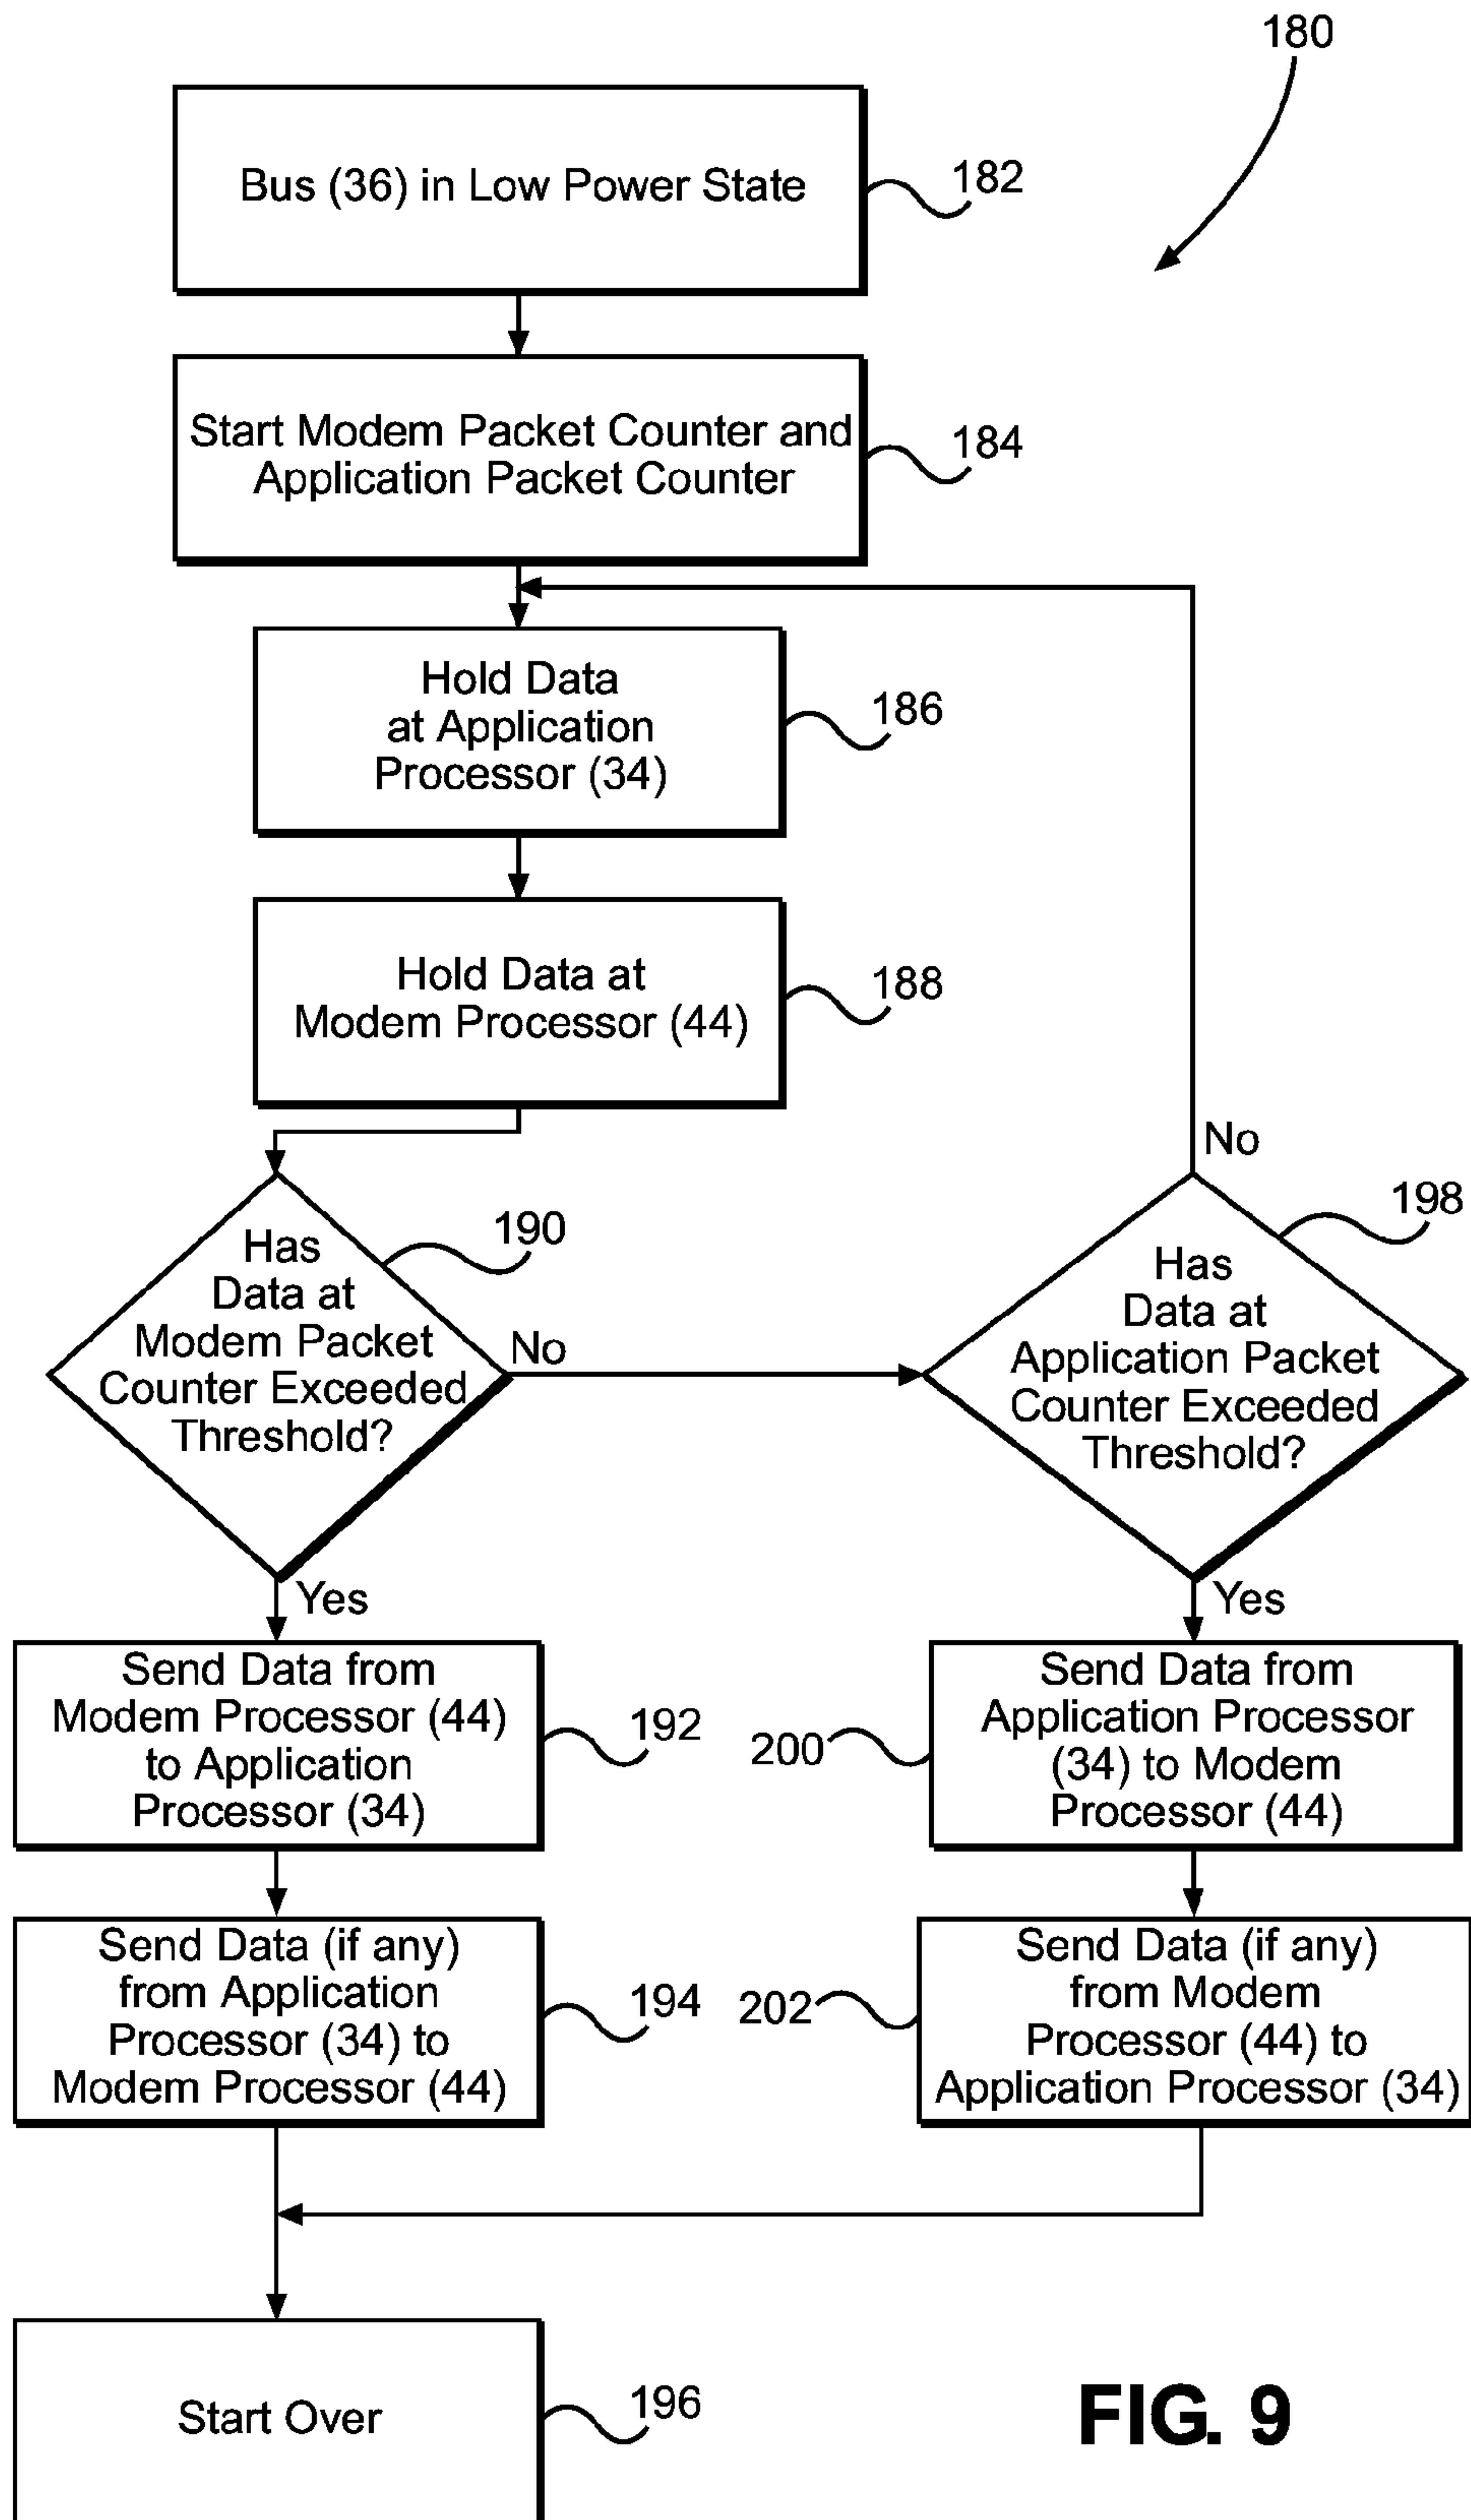 180
Bus (36) in Low Power State
182
Start Modem Packet Counter and
Application Packet Counter
184
Hold Data
at Application
Processor (34)
186
Hold Data at
Modem Processor (44)
188
Has
Data at
Modem Packet
Counter Exceeded
Threshold?
190
No
Has
Data at
Application Packet
Counter Exceeded
Threshold?
198
No
Yes
Yes
Send Data from
Modem Processor (44)
to Application
Processor (34)
192
Send Data from
Application Processor
(34) to Modem
Processor (44)
200
Send Data (if any)
from Application
Processor (34) to
Modem Processor (44)
194
Send Data (if any)
from Modem
Processor (44) to
Application Processor (34)
202
Start Over
196
FIG. 9